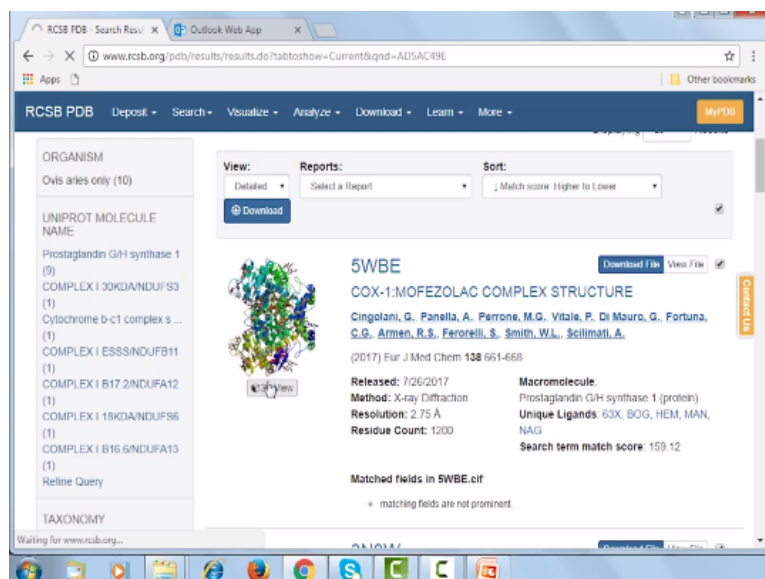 RCSB PDB - Search Resul
Outlook Web App
www.rcsb.org/pdb/results/results.do?tabtoshow=Current&qrid=AD5AC49E
Apps
Other bookmarks
RCSB PDB Deposit Search Visualize Analyze Download Learn More MyPDB
ORGANISM
Ovis aries only (10)
UNIPROT MOLECULE
NAME
Prostaglandin G/H synthase 1
(9)
COMPLEX I 30KDA/NDUFS3
(1)
Cytochrome b-c1 complex s ...
(1)
COMPLEX I ESSS/NDUFB11
(1)
COMPLEX I B17.2/NDUFA12
(1)
COMPLEX I 18KDA/NDUFS6
(1)
COMPLEX I B16.6/NDUFA13
(1)
Refine Query
TAXONOMY
View: Reports: Sort:
Detailed Select a Report ↓ Match score Higher to Lower
Download
5WBE Download File View File
COX-1:MOFEZOLAC COMPLEX STRUCTURE
Cingolani, G., Panella, A., Perrone, M.G., Vitale, P., Di Mauro, G., Fortuna,
C.G., Armen, R.S., Ferorelli, S., Smith, W.L., Scilimati, A.
(2017) Eur J Med Chem 138 661-668
Released: 7/26/2017
Method: X-ray Diffraction
Resolution: 2.75 Å
Residue Count: 1200
Macromolecule:
Prostaglandin G/H synthase 1 (protein)
Unique Ligands: 63X, BOG, HEM, MAN,
NAG
Search term match score: 159.12
View
Matched fields in 5WBE.cif
matching fields are not prominent.
Contact Us
Waiting for www.rcsb.org...